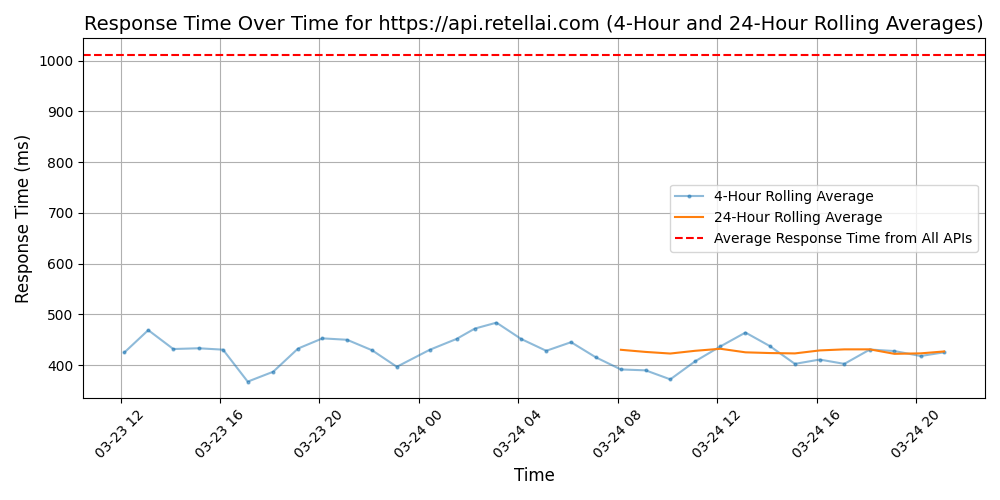 Response Time Over Time for https://api.retellai.com (4-Hour and 24-Hour Rolling Averages)
Response Time (ms)
1000
900
800
700
600
500
400
4-Hour Rolling Average
24-Hour Rolling Average
Average Response Time from All APIs
03-23 12
03-23 16
03-23 20
03-24 00
03-24 04
03-24 08
03-24 12
03-24 16
03-24 20
Time